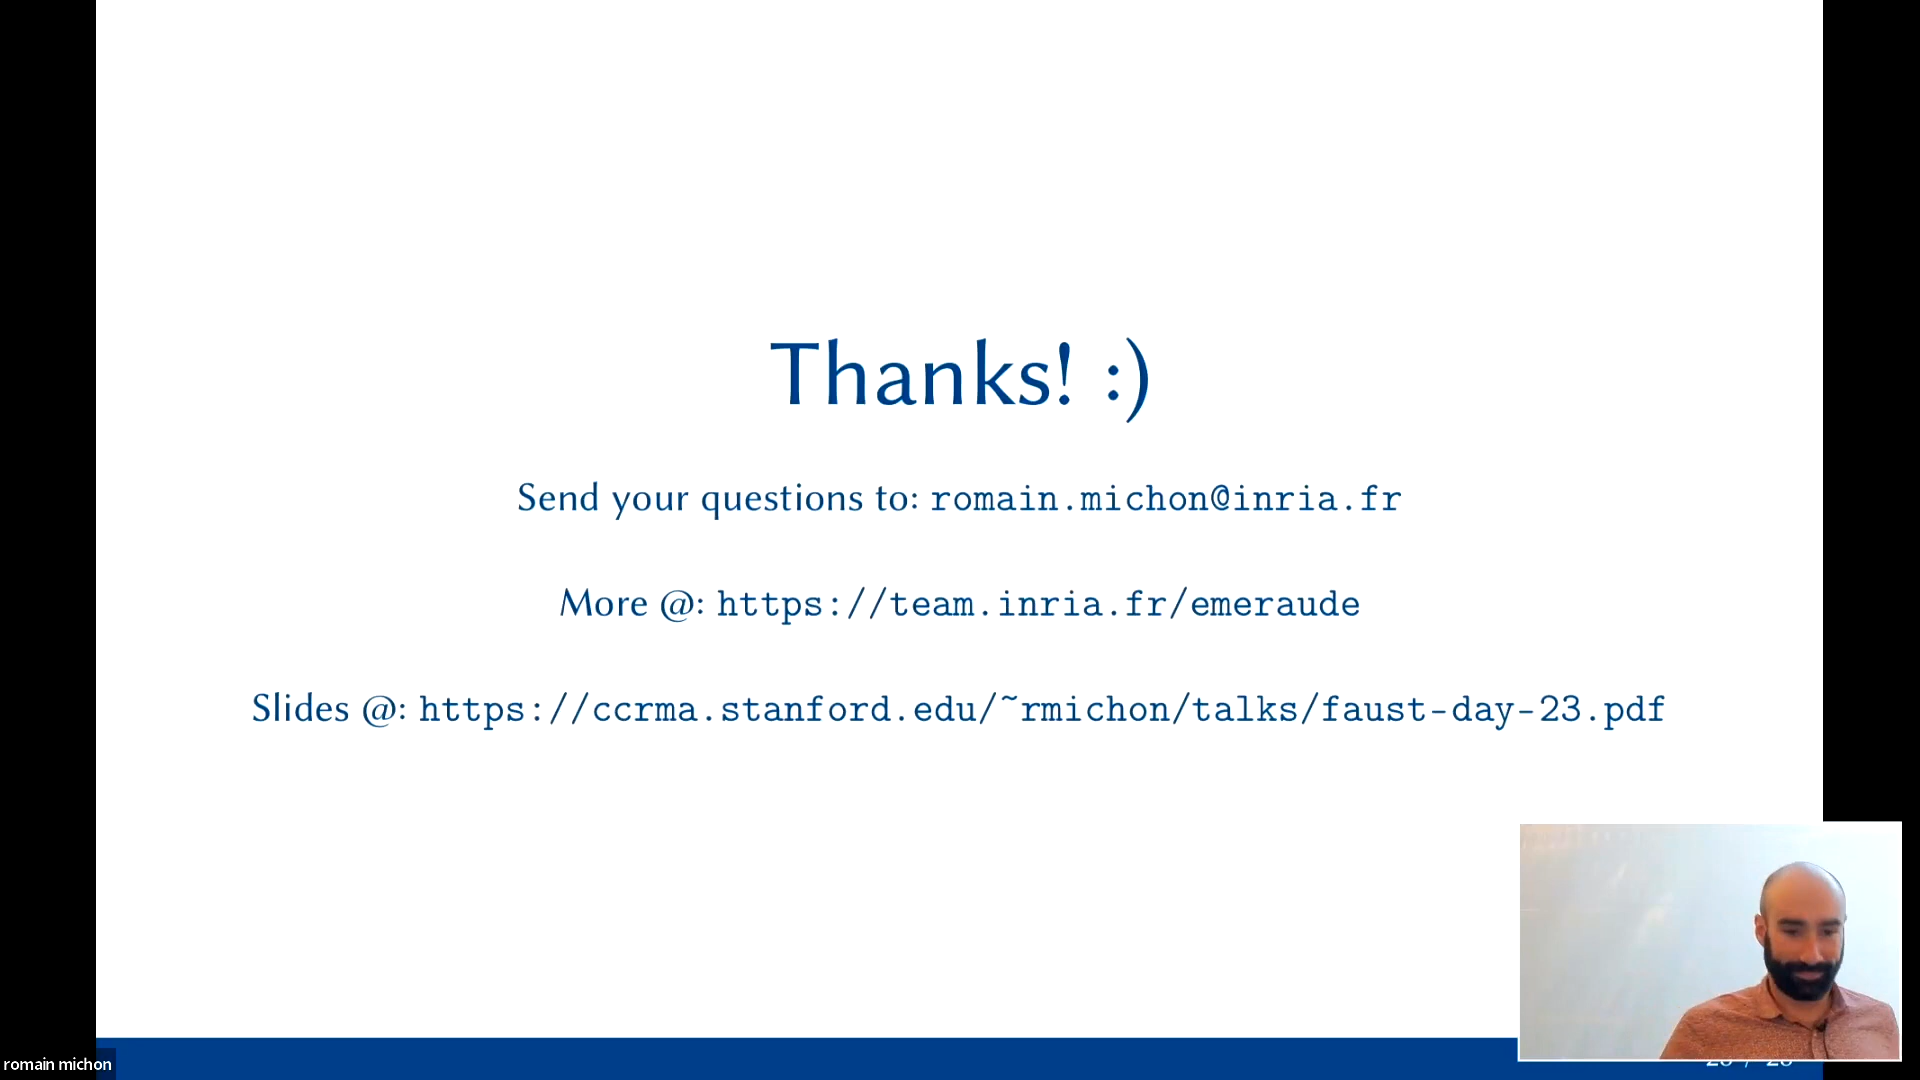 Thanks! :)
Send your questions to: romain.michon@inria.fr
More @: https://team.inria.fr/emeraude
Slides @: https://ccrma.stanford.edu/~rmichon/talks/faust-day-23.pdf
romain michon